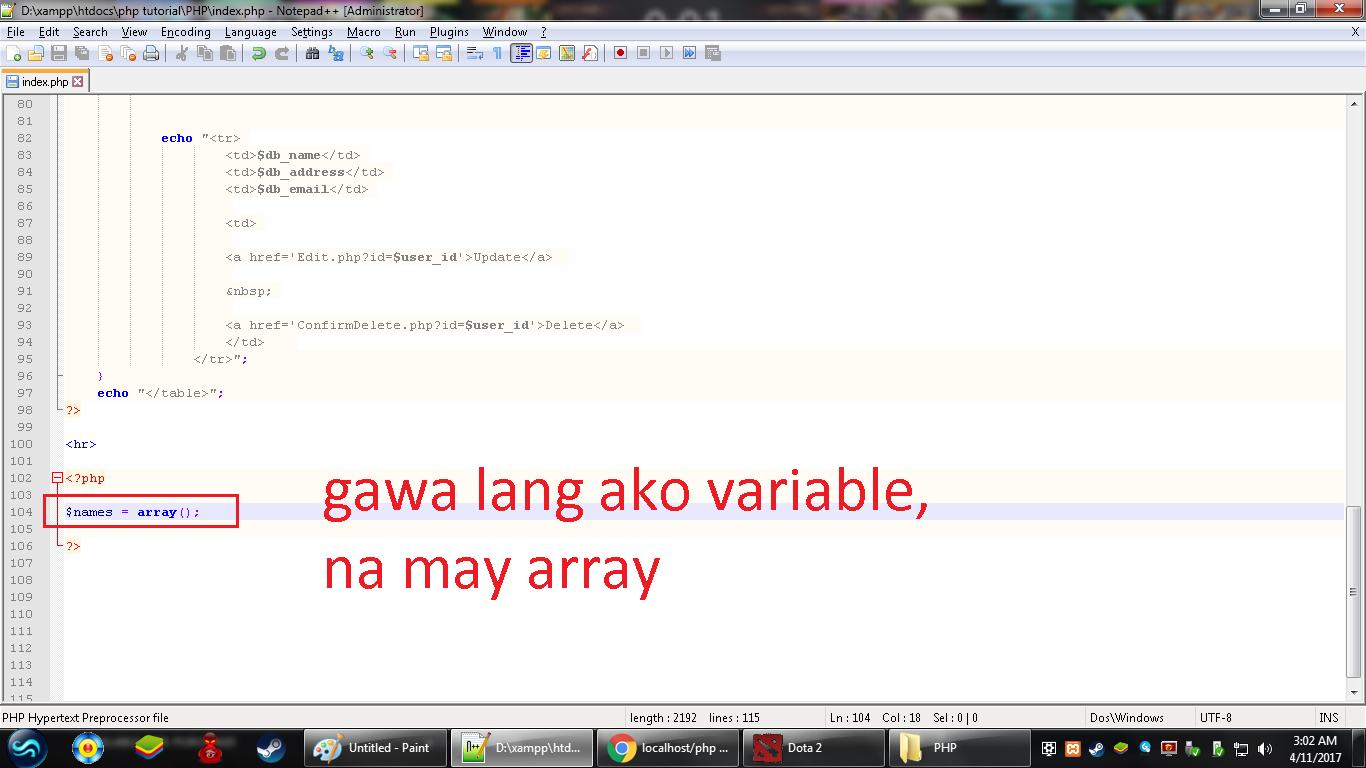 D:\xampp\htdocs\php tutorial\PHP\index.php - Notepad++ [Administrator]
File Edit Search View Encoding Language Settings Macro Run Plugins Window ? X
index.php
80
81
82 echo "<tr>
83 <td>$db_name</td>
84 <td>$db_address</td>
85 <td>$db_email</td>
86
87 <td>
88
89 <a href='Edit.php?id=$user_id'>Update</a>
90
91 &nbsp;
92
93 <a href='ConfirmDelete.php?id=$user_id'>Delete</a>
94 </td>
95 </tr>";
96 }
97 echo "</table>";
98 ?>
99
100 <hr>
101
102 <?php
103
104 $names = array();
105
106 ?>
107
108
109
110
111
112
113
114
115
gawa lang ako variable,
na may array
PHP Hypertext Preprocessor file length : 2192 lines : 115 Ln : 104 Col : 18 Sel : 0 | 0 Dos\Windows UTF-8 INS
Untitled - Paint D:\xampp\htd... localhost/php ... Dota 2 PHP 3:02 AM
4/11/2017